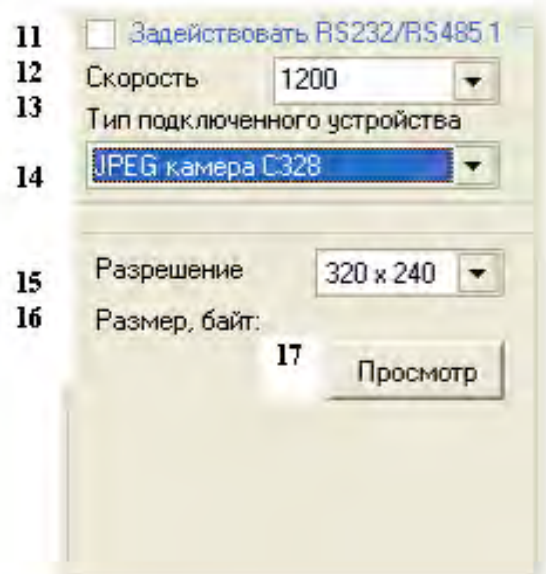 11 Задействовать RS232/RS485 1
12 Скорость 1200
13 Тип подключенного устройства
14 JPEG камера C328
15 Разрешение 320 x 240
16 Размер, байт:
17 Просмотр